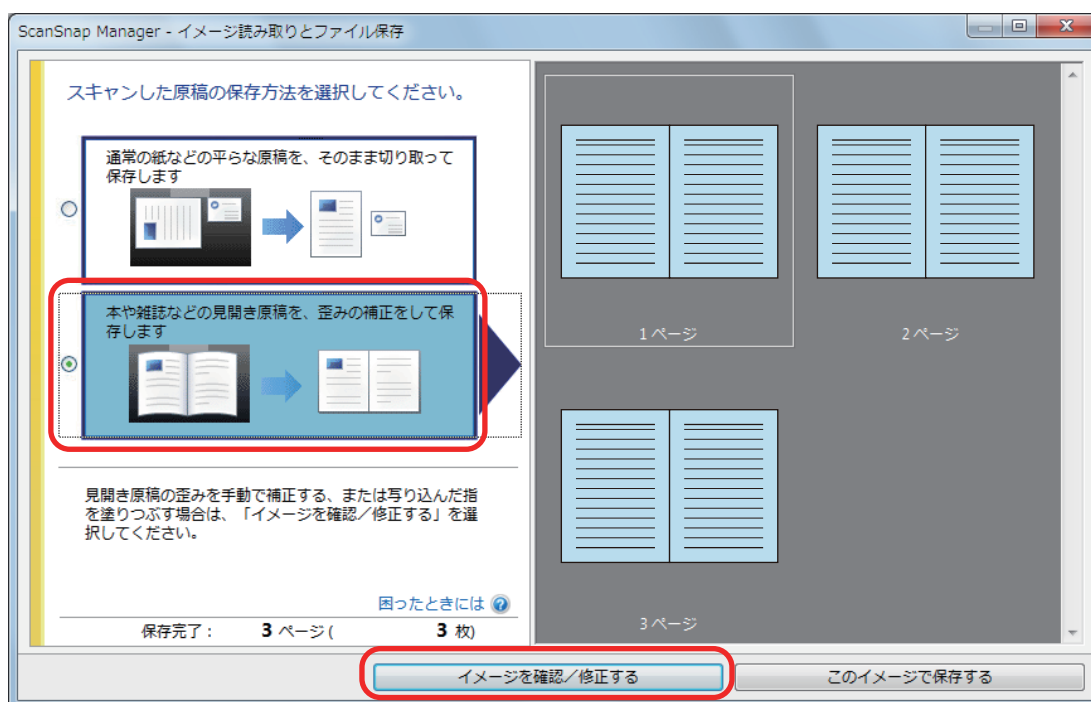 ScanSnap Manager - イメージ読み取りとファイル保存
スキャンした原稿の保存方法を選択してください。
通常の紙などの平らな原稿を、そのまま切り取って
保存します
本や雑誌などの見開き原稿を、歪みの補正をして保
存します
見開き原稿の歪みを手動で補正する、または写り込んだ指
を塗りつぶす場合は、「イメージを確認／修正する」を選
択してください。
困ったときには ?
保存完了： 3 ページ ( 3 枚)
1 ページ
2 ページ
3 ページ
イメージを確認／修正する
このイメージで保存する